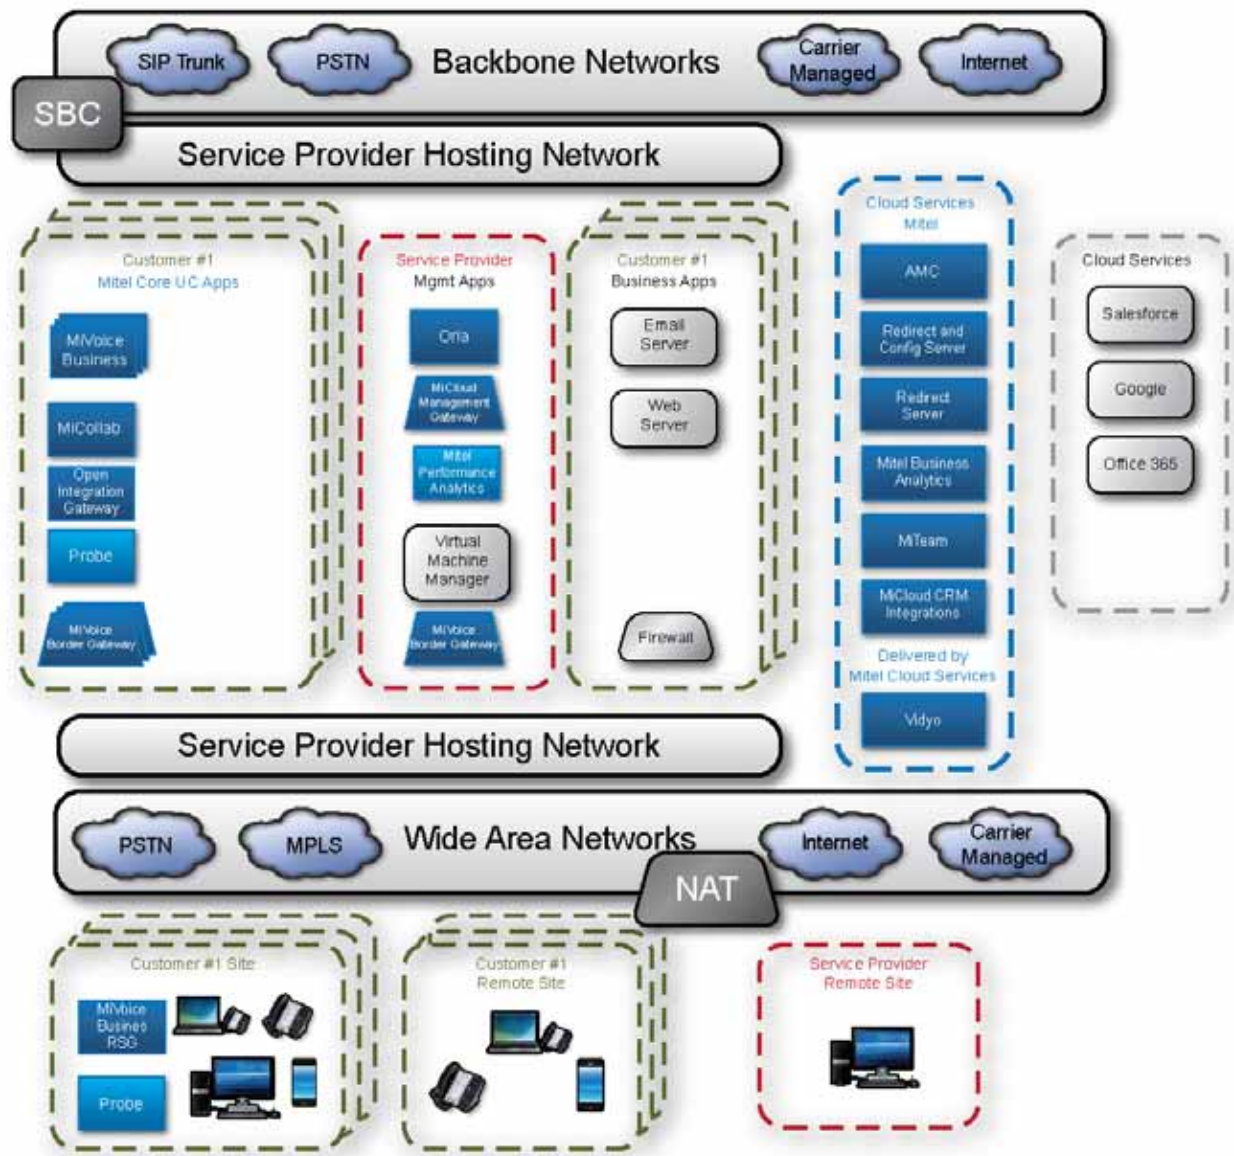 SIP Trunk
PSTN
Backbone Networks
Carrier
Managed
Internet
SBC
Service Provider Hosting Network
Customer #1
Mitel Core UC Apps
MiVoice
Business
MiCollab
Open
Integration
Gateway
Probe
MiVoice
Border Gateway
Service Provider
Mgmt Apps
Oria
MiCloud
Management
Gateway
Mitel
Performance
Analytics
Virtual
Machine
Manager
MiVoice
Border Gateway
Customer #1
Business Apps
Email
Server
Web
Server
Firewall
Cloud Services
Mitel
AMC
Redirect and
Config Server
Redirect
Server
Mitel Business
Analytics
MiTeam
MiCloud CRM
Integrations
Delivered by
Mitel Cloud Services
Vidyo
Cloud Services
Salesforce
Google
Office 365
Service Provider Hosting Network
PSTN
MPLS
Wide Area Networks
Internet
Carrier
Managed
NAT
Customer #1 Site
MiVoice
Busines
RSG
Probe
Customer #1
Remote Site
Service Provider
Remote Site